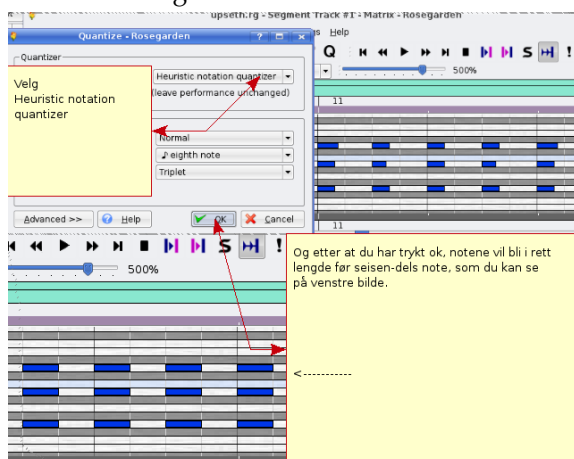 upseth.rg - Segment Track #1 - Matrix - Rosegarden
Quantize - Rosegarden
Help
Quantizer
Q
S
!
500%
Heuristic notation quantizer
(leave performance unchanged)
Velg
Heuristic notation
quantizer
11
Normal
eighth note
Triplet
Advanced >>
Help
OK
Cancel
11
S
!
500%
Og etter at du har trykt ok, notene vil bli i rett
lengde før seisen-dels note, som du kan se
på venstre bilde.
<-----------